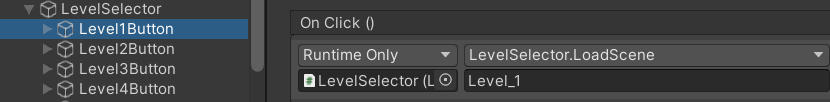 LevelSelector
Level1Button
Level2Button
Level3Button
Level4Button
On Click ()
Runtime Only LevelSelector.LoadScene
LevelSelector (L Level_1